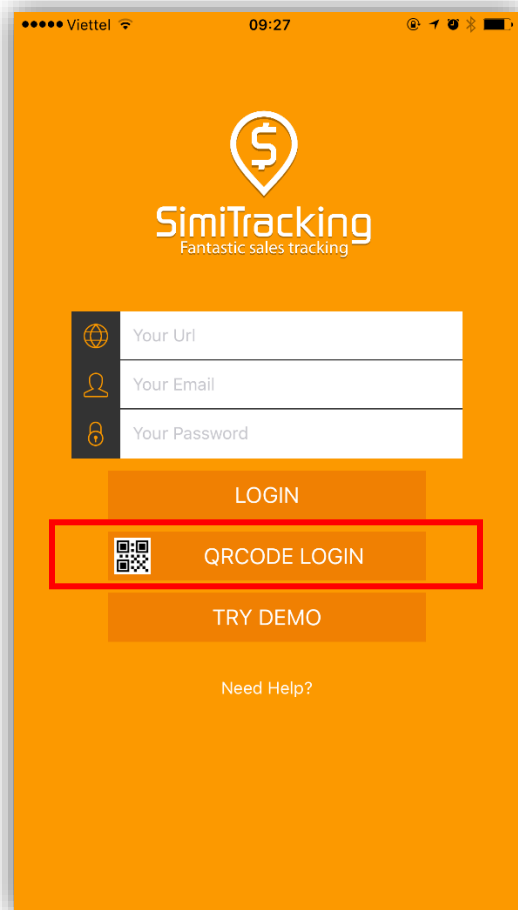 Viettel 09:27
SimiTracking
Fantastic sales tracking
Your Url
Your Email
Your Password
LOGIN
QRCODE LOGIN
TRY DEMO
Need Help?